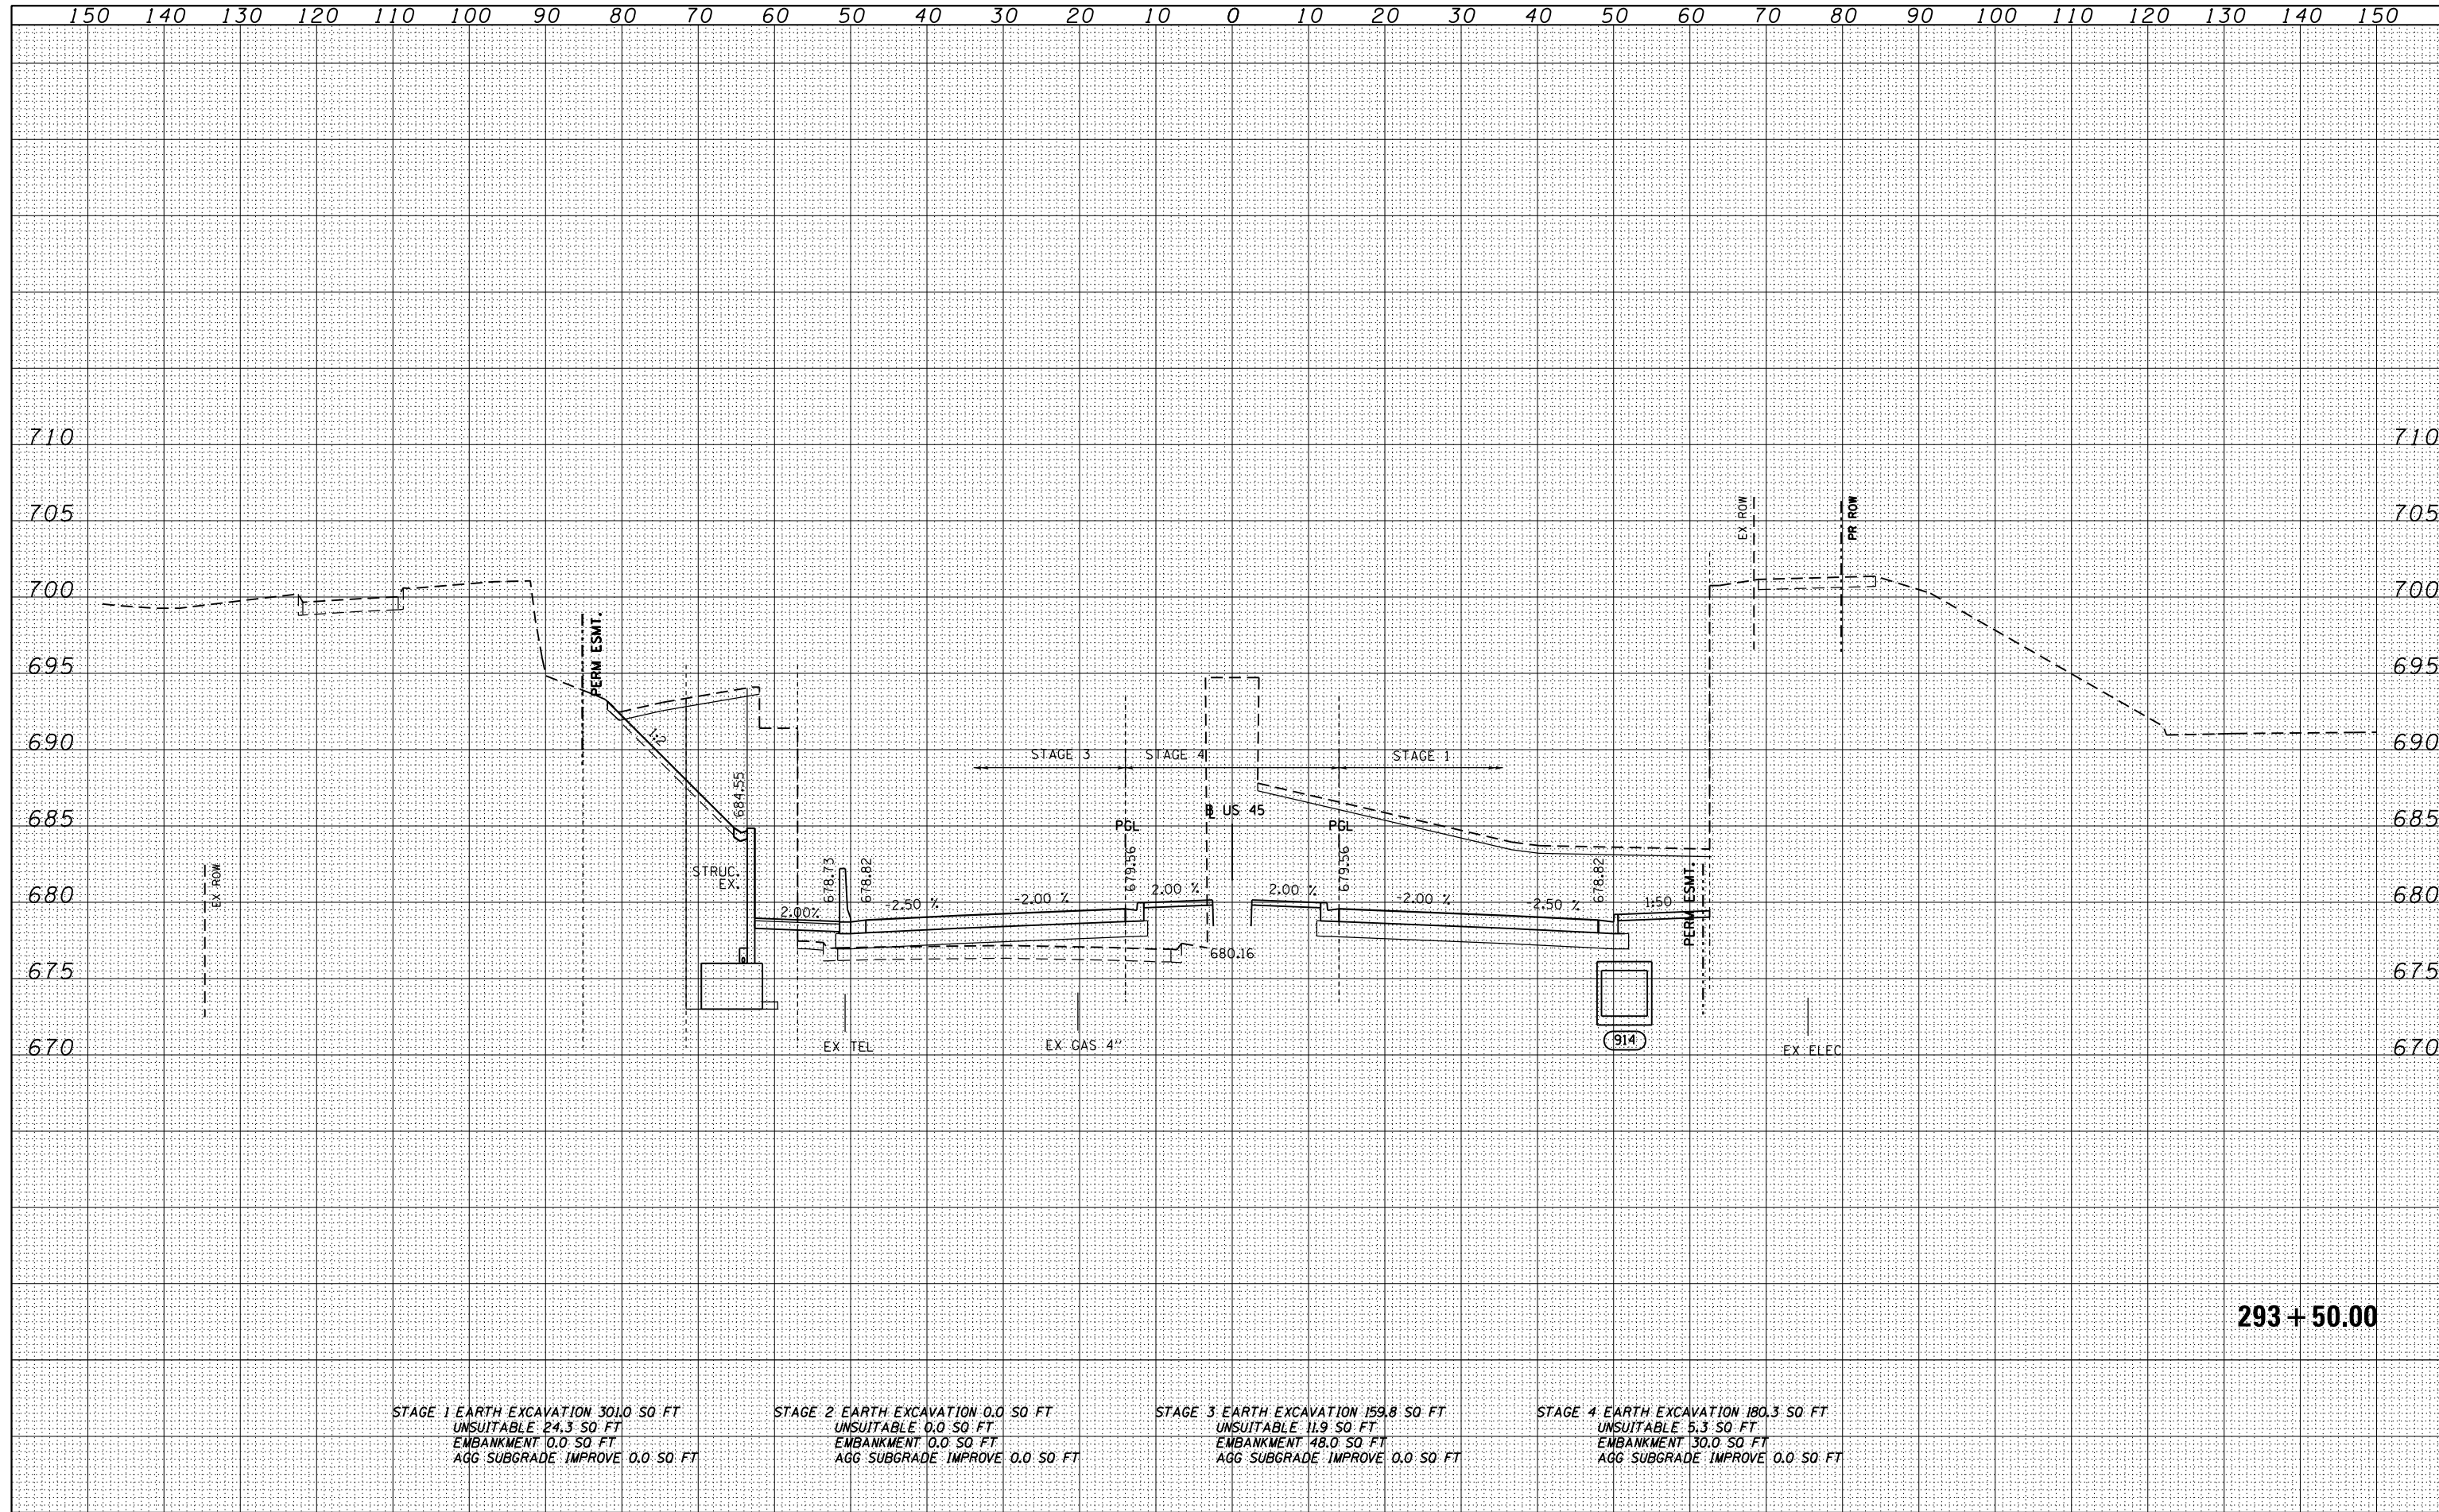 150 140 130 120 110 100 90 80 70 60 50 40 30 20 10 0 10 20 30 40 50 60 70 80 90 100 110 120 130 140 150
710 710
705 705
700 700
695 695
690 690
685 685
680 680
675 675
670 670
EX ROW
PR ROW
PERM ESMT.
1:2
STAGE 3
STAGE 4
STAGE 1
684.55
B US 45
PGL
PGL
STRUC.
EX.
EX ROW
678.73
678.82
679.56
679.56
678.82
PERM ESMT.
2.00%
-2.50 %
-2.00 %
2.00 %
2.00 %
-2.00 %
-2.50 %
1:50
680.16
EX TEL
EX GAS 4"
914
EX ELEC
293 + 50.00
STAGE 1 EARTH EXCAVATION 301.0 SQ FT
UNSUITABLE 24.3 SQ FT
EMBANKMENT 0.0 SQ FT
AGG SUBGRADE IMPROVE 0.0 SQ FT
STAGE 2 EARTH EXCAVATION 0.0 SQ FT
UNSUITABLE 0.0 SQ FT
EMBANKMENT 0.0 SQ FT
AGG SUBGRADE IMPROVE 0.0 SQ FT
STAGE 3 EARTH EXCAVATION 159.8 SQ FT
UNSUITABLE 11.9 SQ FT
EMBANKMENT 48.0 SQ FT
AGG SUBGRADE IMPROVE 0.0 SQ FT
STAGE 4 EARTH EXCAVATION 180.3 SQ FT
UNSUITABLE 5.3 SQ FT
EMBANKMENT 30.0 SQ FT
AGG SUBGRADE IMPROVE 0.0 SQ FT